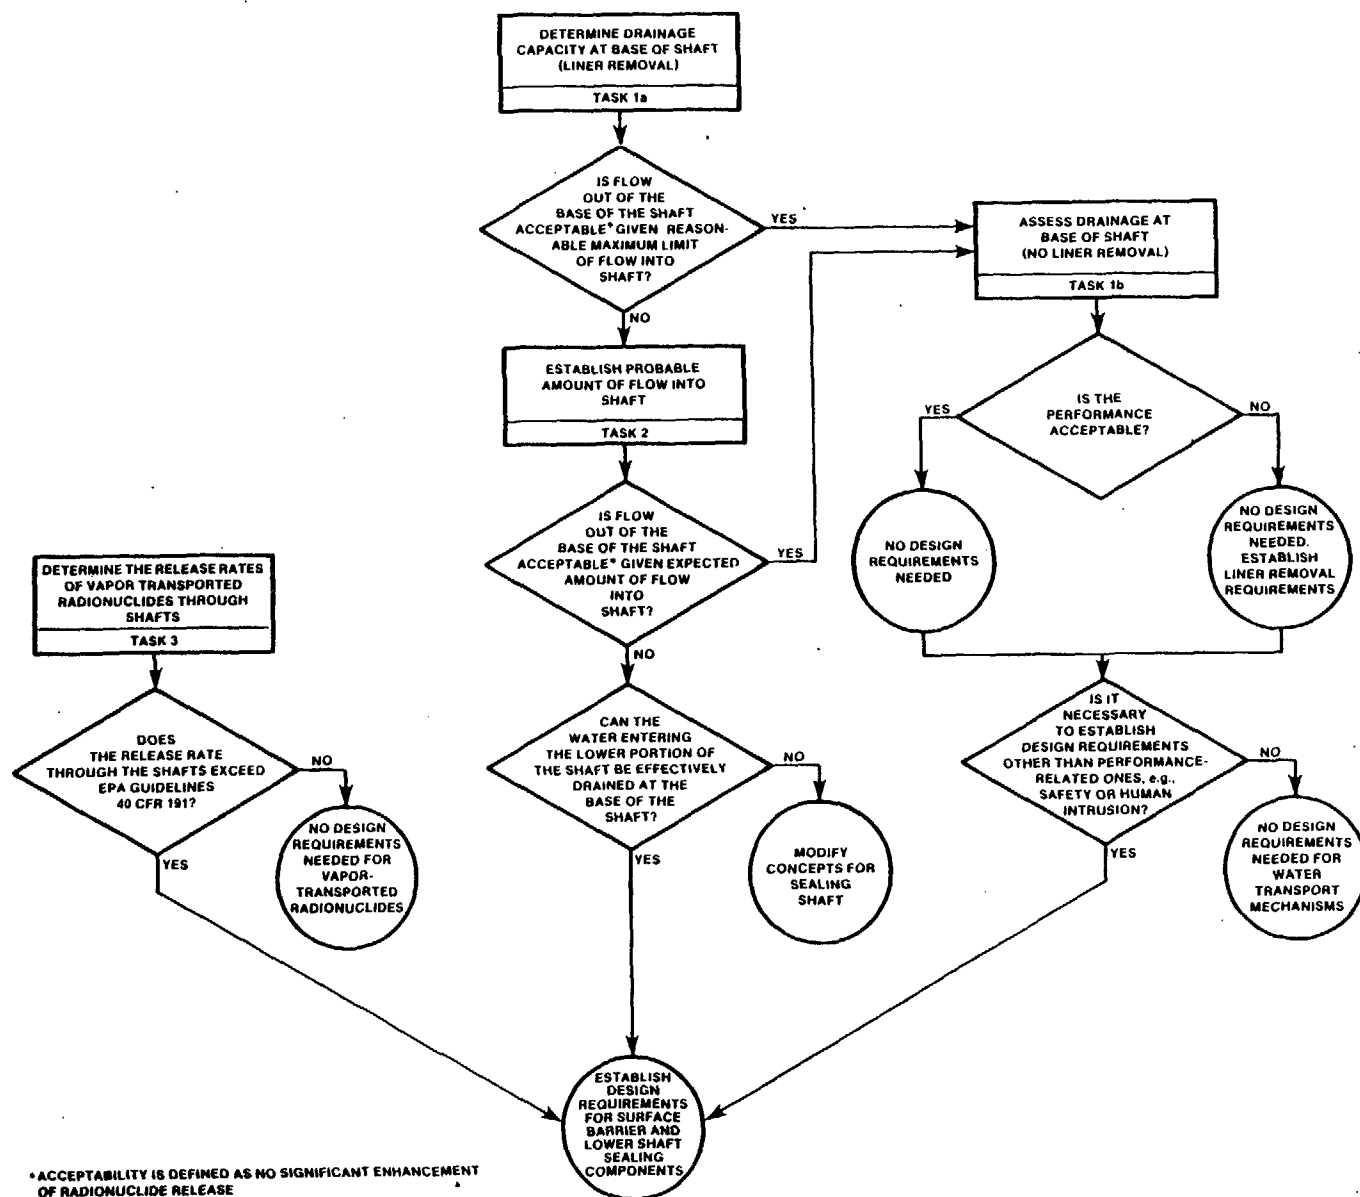 DETERMINE DRAINAGE
CAPACITY AT BASE OF SHAFT
(LINER REMOVAL)
TASK 1a
IS FLOW
OUT OF THE
BASE OF THE SHAFT
ACCEPTABLE* GIVEN REASON-
ABLE MAXIMUM LIMIT
OF FLOW INTO
SHAFT?
YES
NO
ASSESS DRAINAGE AT
BASE OF SHAFT
(NO LINER REMOVAL)
TASK 1b
ESTABLISH PROBABLE
AMOUNT OF FLOW INTO
SHAFT
TASK 2
IS THE
PERFORMANCE
ACCEPTABLE?
YES
NO
IS FLOW
OUT OF THE
BASE OF THE SHAFT
ACCEPTABLE* GIVEN EXPECTED
AMOUNT OF FLOW
INTO
SHAFT?
YES
NO
NO DESIGN
REQUIREMENTS
NEEDED
NO DESIGN
REQUIREMENTS
NEEDED.
ESTABLISH
LINER REMOVAL
REQUIREMENTS
DETERMINE THE RELEASE RATES
OF VAPOR TRANSPORTED
RADIONUCLIDES THROUGH
SHAFTS
TASK 3
DOES
THE RELEASE RATE
THROUGH THE SHAFTS EXCEED
EPA GUIDELINES
40 CFR 191?
NO
YES
NO DESIGN
REQUIREMENTS
NEEDED FOR
VAPOR-
TRANSPORTED
RADIONUCLIDES
CAN THE
WATER ENTERING
THE LOWER PORTION OF
THE SHAFT BE EFFECTIVELY
DRAINED AT THE
BASE OF THE
SHAFT?
NO
YES
MODIFY
CONCEPTS FOR
SEALING
SHAFT
IS IT
NECESSARY
TO ESTABLISH
DESIGN REQUIREMENTS
OTHER THAN PERFORMANCE-
RELATED ONES, e.g.,
SAFETY OR HUMAN
INTRUSION?
NO
YES
NO DESIGN
REQUIREMENTS
NEEDED FOR
WATER
TRANSPORT
MECHANISMS
ESTABLISH
DESIGN
REQUIREMENTS
FOR SURFACE
BARRIER AND
LOWER SHAFT
SEALING
COMPONENTS
*ACCEPTABILITY IS DEFINED AS NO SIGNIFICANT ENHANCEMENT
OF RADIONUCLIDE RELEASE